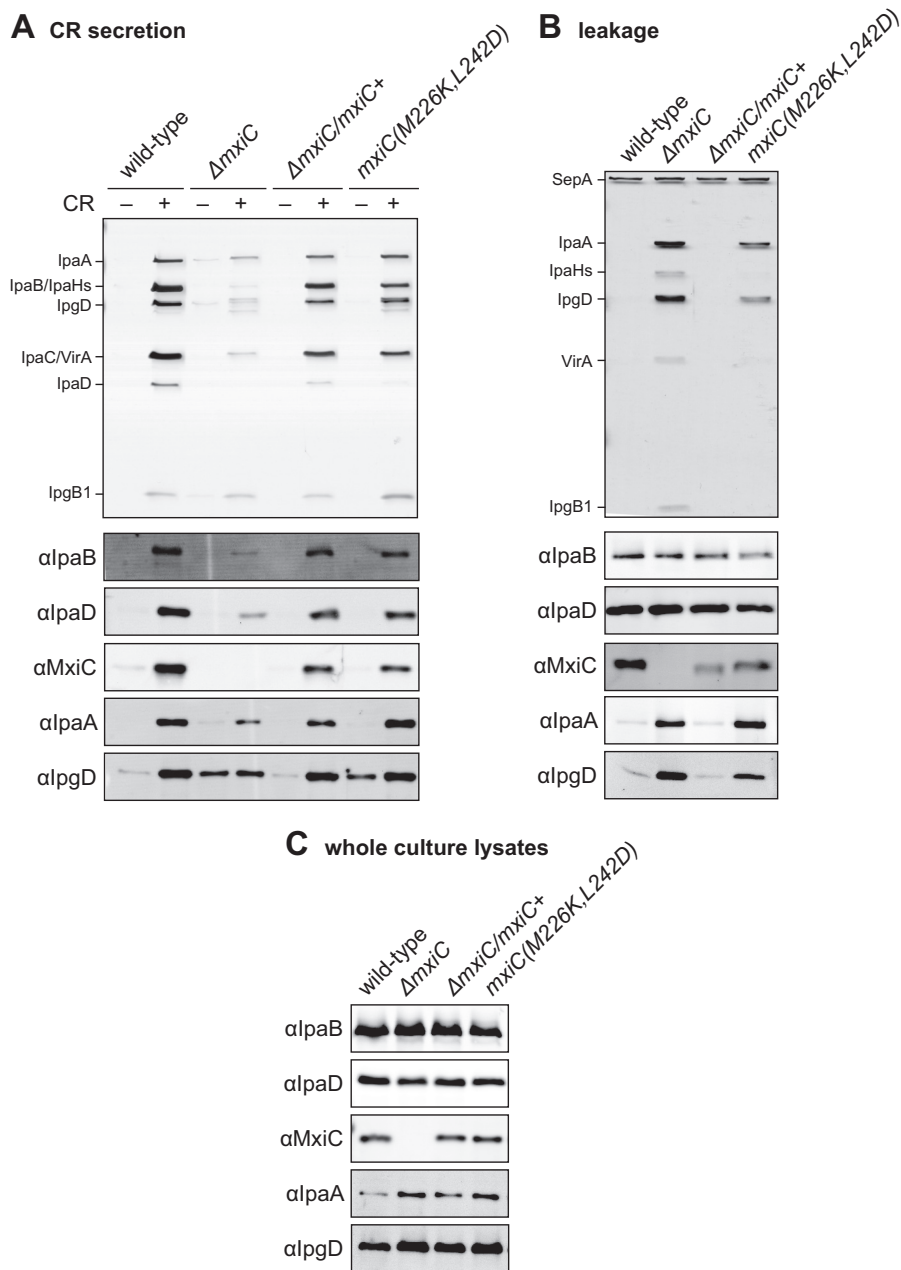 A CR secretion
wild-type
ΔmxiC
ΔmxiC/mxiC+
mxiC(M226K,L242D)
CR – + – + – + – +
IpaA
IpaB/IpaHs
IpgD
IpaC/VirA
IpaD
IpgB1
αIpaB
αIpaD
αMxiC
αIpaA
αIpgD
B leakage
wild-type
ΔmxiC
ΔmxiC/mxiC+
mxiC(M226K,L242D)
SepA
IpaA
IpaHs
IpgD
VirA
IpgB1
αIpaB
αIpaD
αMxiC
αIpaA
αIpgD
C whole culture lysates
wild-type
ΔmxiC
ΔmxiC/mxiC+
mxiC(M226K,L242D)
αIpaB
αIpaD
αMxiC
αIpaA
αIpgD